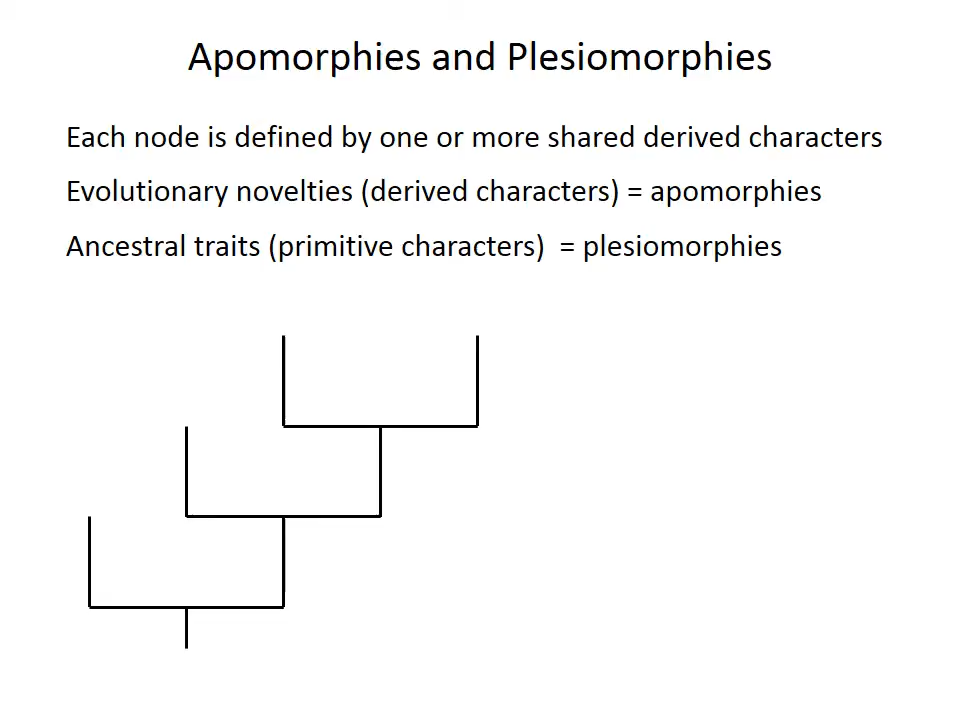 Apomorphies and Plesiomorphies
Each node is defined by one or more shared derived characters
Evolutionary novelties (derived characters) = apomorphies
Ancestral traits (primitive characters)  = plesiomorphies